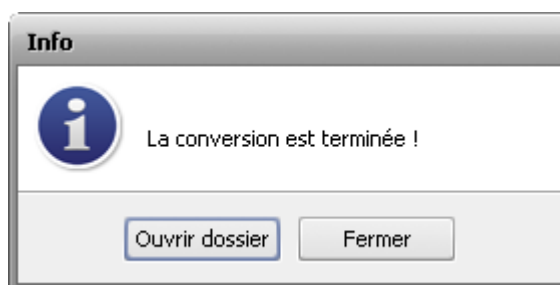 Info
La conversion est terminée !
Ouvrir dossier
Fermer